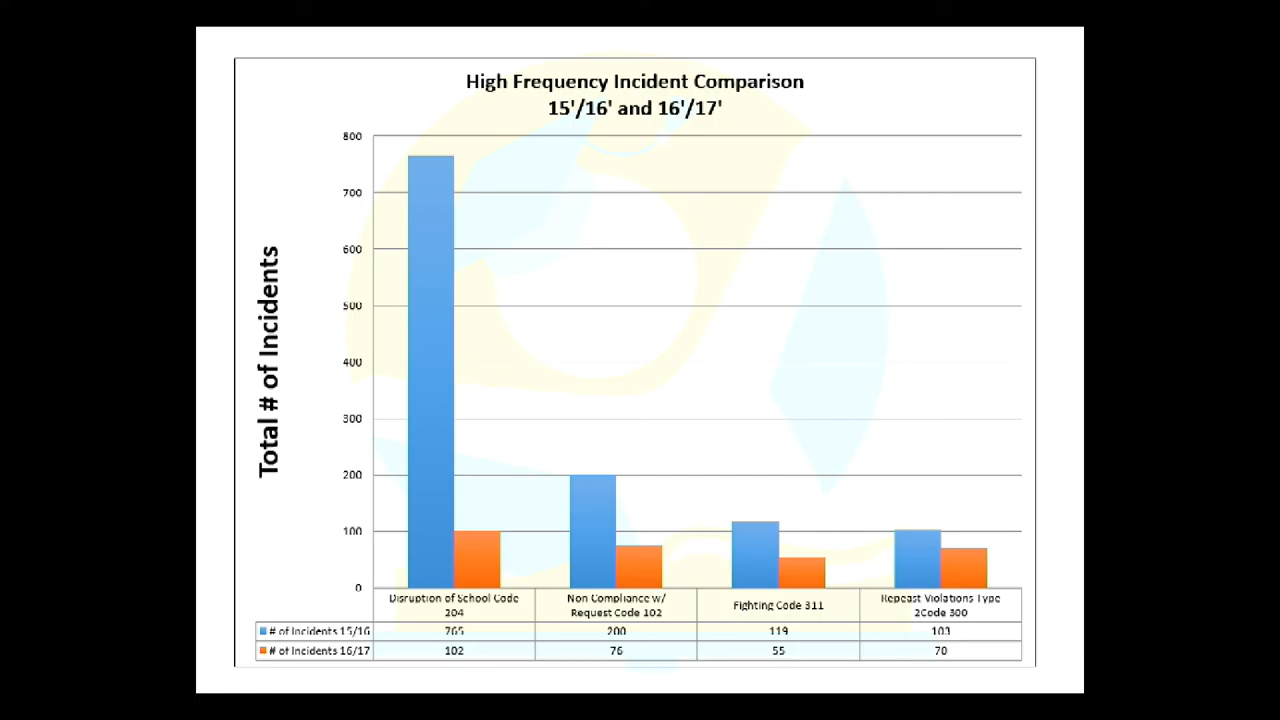 High Frequency Incident Comparison
15'/16' and 16'/17'
Total # of Incidents
800
700
600
500
400
300
200
100
0
Disruption of School Code
204
Non Compliance w/
Request Code 102
Fighting Code 311
Repeast Violations Type
2Code 300
# of Incidents 15/16 765 200 119 103
# of Incidents 16/17 102 76 55 70